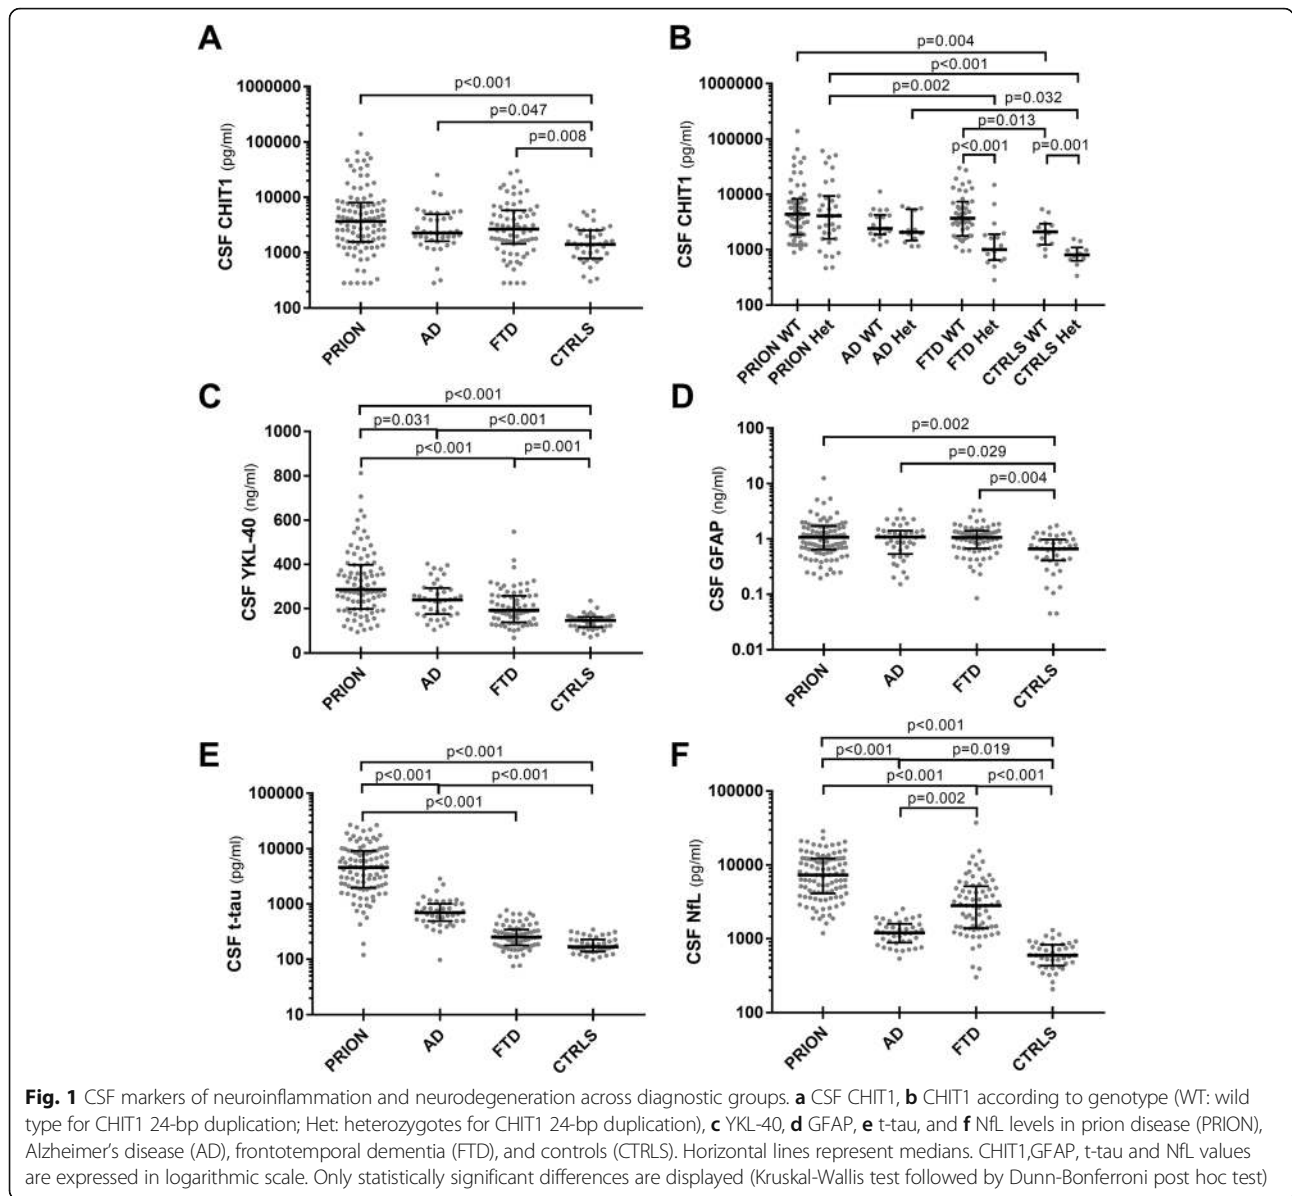 A
p<0.001
p=0.047
p=0.008
CSF CHIT1 (pg/ml)
1000000
100000
10000
1000
100
PRION
AD
FTD
CTRLS
B
p=0.004
p<0.001
p=0.002
p=0.032
p=0.013
p<0.001
p=0.001
CSF CHIT1 (pg/ml)
1000000
100000
10000
1000
100
PRION WT
PRION Het
AD WT
AD Het
FTD WT
FTD Het
CTRLS WT
CTRLS Het
C
p<0.001
p=0.031
p<0.001
p<0.001
p=0.001
CSF YKL-40 (ng/ml)
1000
800
600
400
200
0
PRION
AD
FTD
CTRLS
D
p=0.002
p=0.029
p=0.004
CSF GFAP (ng/ml)
100
10
1
0.1
0.01
PRION
AD
FTD
CTRLS
E
p<0.001
p<0.001
p<0.001
p<0.001
CSF t-tau (pg/ml)
100000
10000
1000
100
10
PRION
AD
FTD
CTRLS
F
p<0.001
p<0.001
p=0.019
p<0.001
p<0.001
p=0.002
CSF NfL (pg/ml)
100000
10000
1000
100
PRION
AD
FTD
CTRLS
Fig. 1 CSF markers of neuroinflammation and neurodegeneration across diagnostic groups. a CSF CHIT1, b CHIT1 according to genotype (WT: wild
type for CHIT1 24-bp duplication; Het: heterozygotes for CHIT1 24-bp duplication), c YKL-40, d GFAP, e t-tau, and f NfL levels in prion disease (PRION),
Alzheimer's disease (AD), frontotemporal dementia (FTD), and controls (CTRLS). Horizontal lines represent medians. CHIT1,GFAP, t-tau and NfL values
are expressed in logarithmic scale. Only statistically significant differences are displayed (Kruskal-Wallis test followed by Dunn-Bonferroni post hoc test)